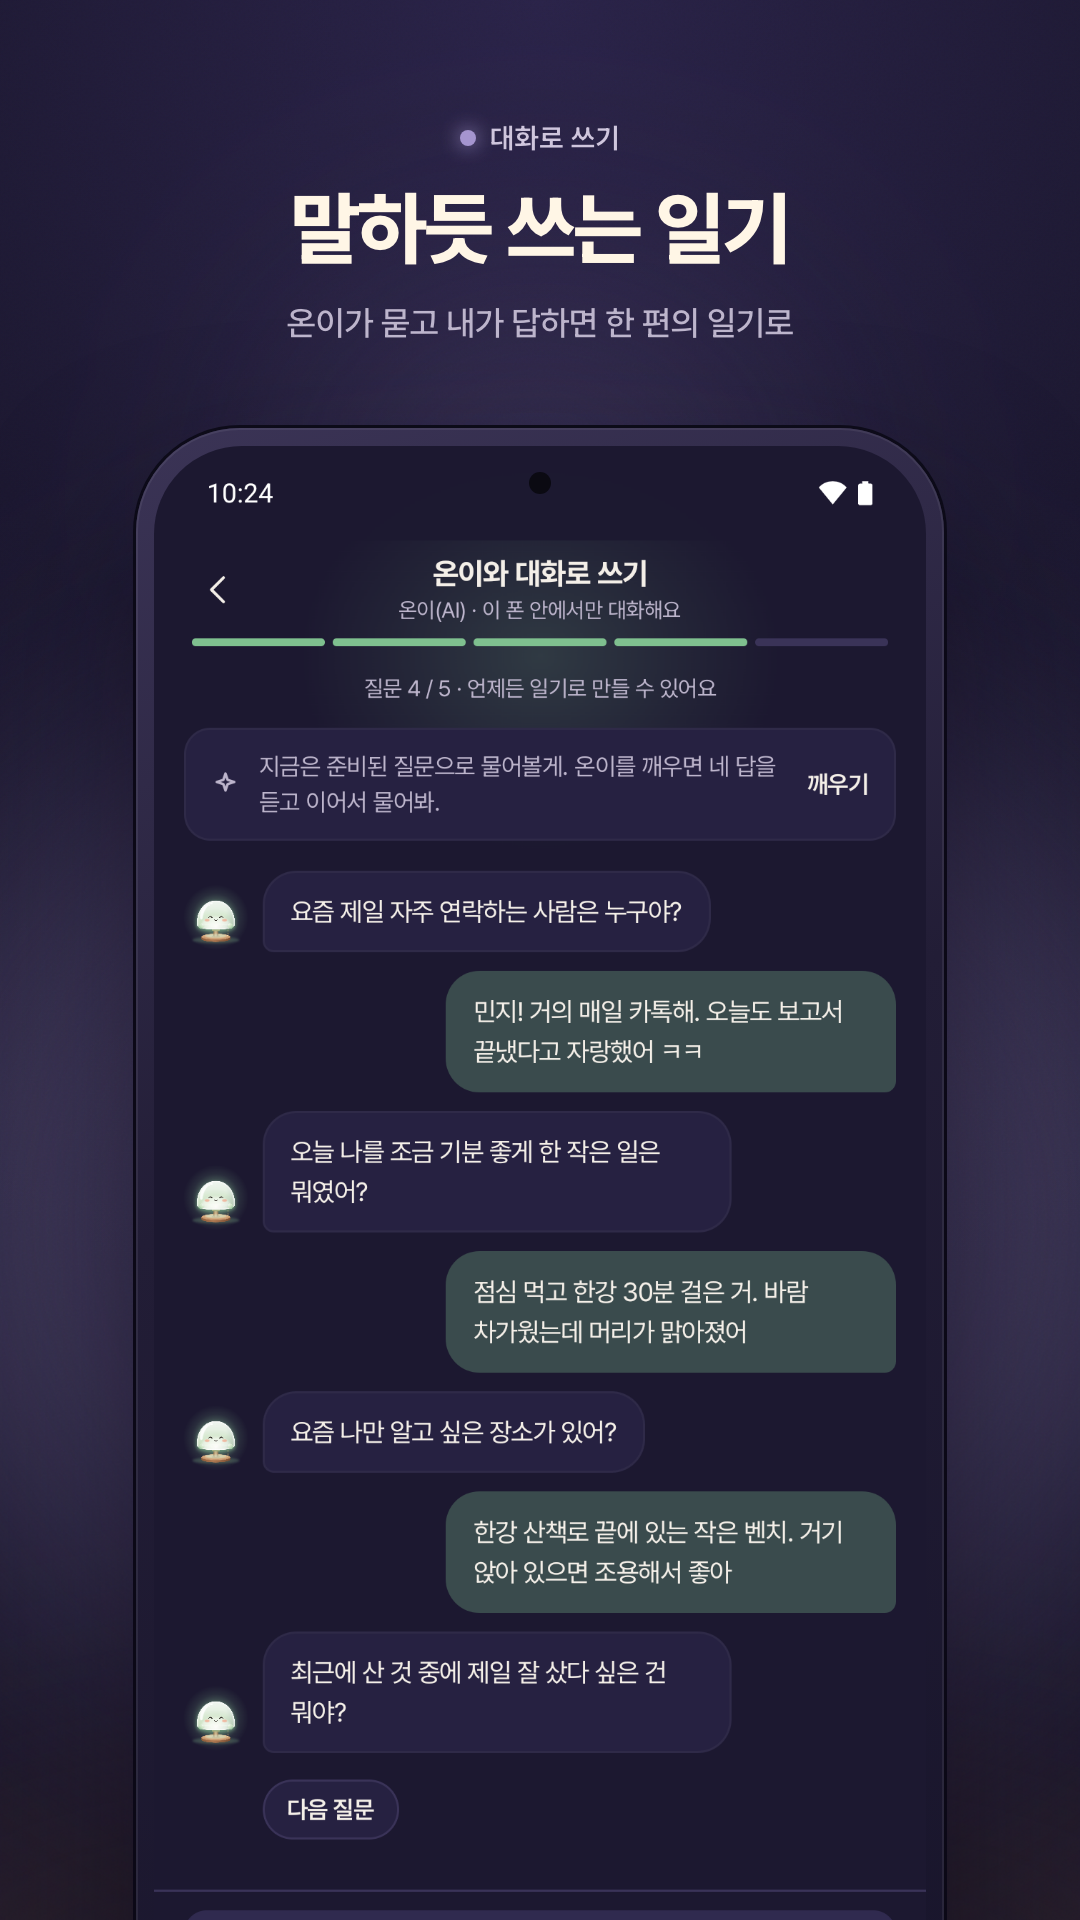 대화로 쓰기
말하듯 쓰는 일기
온이가 묻고 내가 답하면 한 편의 일기로
10:24
온이와 대화로 쓰기
온이(AI) · 이 폰 안에서만 대화해요
질문 4 / 5 · 언제든 일기로 만들 수 있어요
지금은 준비된 질문으로 물어볼게. 온이를 깨우면 네 답을
듣고 이어서 물어봐.
깨우기
요즘 제일 자주 연락하는 사람은 누구야?
민지! 거의 매일 카톡해. 오늘도 보고서
끝냈다고 자랑했어 ㅋㅋ
오늘 나를 조금 기분 좋게 한 작은 일은
뭐였어?
점심 먹고 한강 30분 걸은 거. 바람
차가웠는데 머리가 맑아졌어
요즘 나만 알고 싶은 장소가 있어?
한강 산책로 끝에 있는 작은 벤치. 거기
앉아 있으면 조용해서 좋아
최근에 산 것 중에 제일 잘 샀다 싶은 건
뭐야?
다음 질문